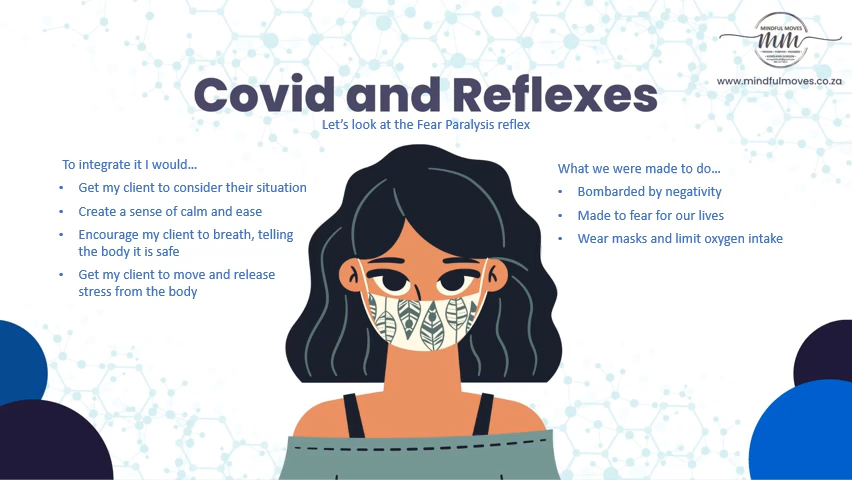 MINDFUL MOVES
MM
www.mindfulmoves.co.za
Covid and Reflexes
Let's look at the Fear Paralysis reflex
To integrate it I would...
• Get my client to consider their situation
• Create a sense of calm and ease
• Encourage my client to breath, telling
the body it is safe
• Get my client to move and release
stress from the body
What we were made to do...
• Bombarded by negativity
• Made to fear for our lives
• Wear masks and limit oxygen intake